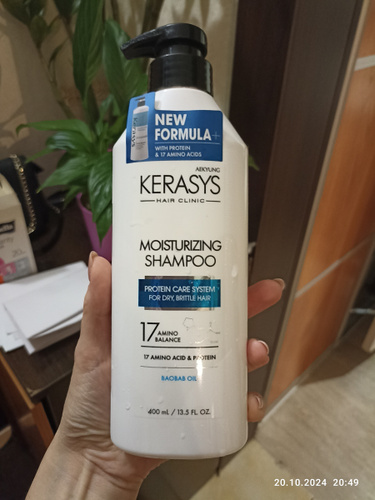 NEW
FORMULA+
WITH PROTEIN
& 17 AMINO ACIDS
AEKYUNG
KERASYS
HAIR CLINIC
MOISTURIZING
SHAMPOO
PROTEIN CARE SYSTEM
FOR DRY, BRITTLE HAIR
17 AMINO
BALANCE
17 AMINO ACID & PROTEIN
BAOBAB OIL
400 mL / 13.5 FL. OZ.
20.10.2024 20:49